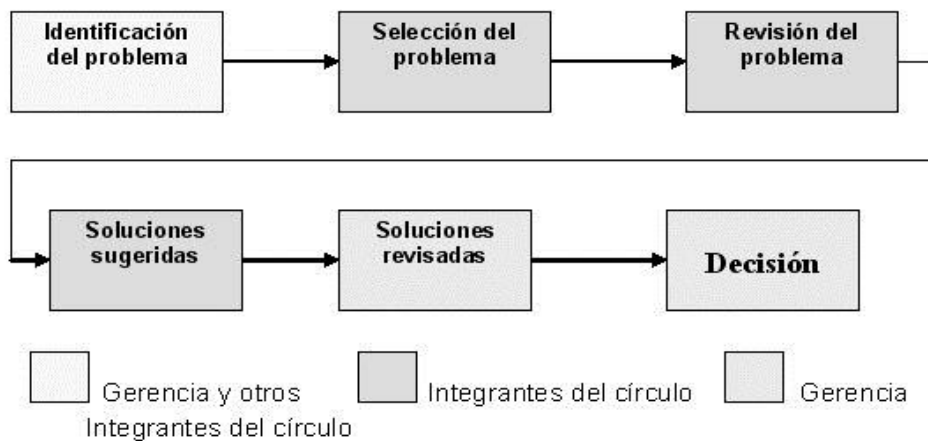 Identificación
del problema
Selección del
problema
Revisión del
problema
Soluciones
sugeridas
Soluciones
revisadas
Decisión
Gerencia y otros
Integrantes del círculo
Integrantes del círculo
Gerencia